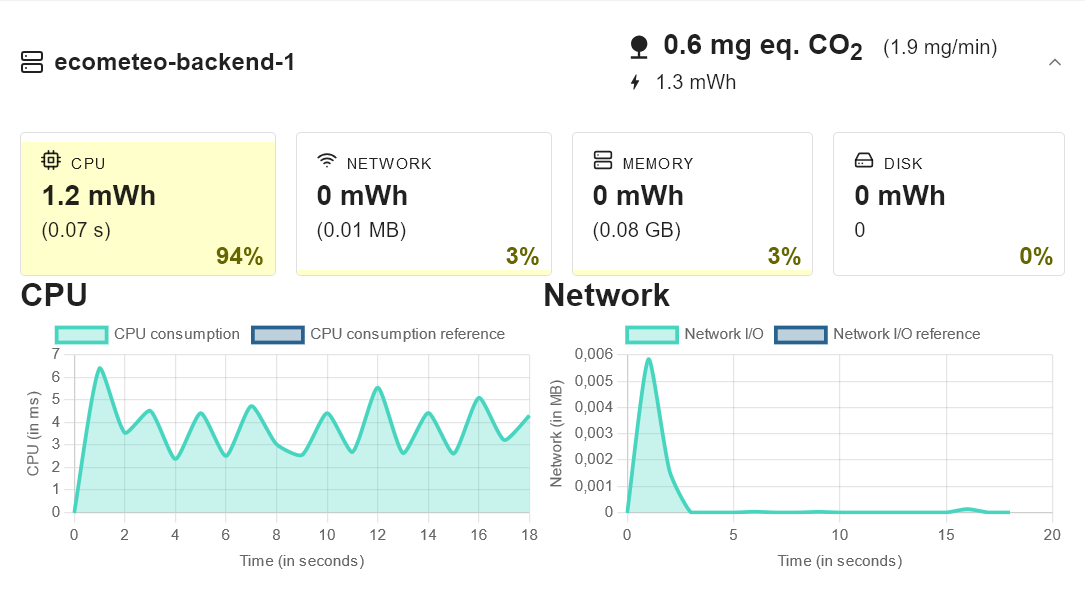 ecometeo-backend-1
0.6 mg eq. CO₂ (1.9 mg/min)
1.3 mWh
CPU
1.2 mWh
(0.07 s)
94%
NETWORK
0 mWh
(0.01 MB)
3%
MEMORY
0 mWh
(0.08 GB)
3%
DISK
0 mWh
0
0%
CPU
CPU consumption CPU consumption reference
CPU (in ms)
7
6
5
4
3
2
1
0
0 2 4 6 8 10 12 14 16 18
Time (in seconds)
Network
Network I/O Network I/O reference
Network (in MB)
0,006
0,005
0,004
0,003
0,002
0,001
0
0 5 10 15 20
Time (in seconds)